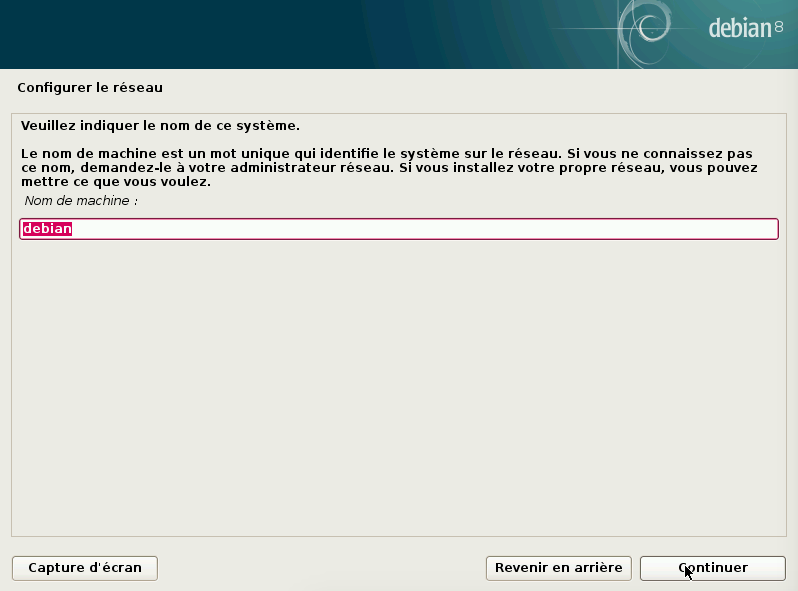 debian 8
Configurer le réseau
Veuillez indiquer le nom de ce système.
Le nom de machine est un mot unique qui identifie le système sur le réseau. Si vous ne connaissez pas
ce nom, demandez-le à votre administrateur réseau. Si vous installez votre propre réseau, vous pouvez
mettre ce que vous voulez.
Nom de machine :
debian
Capture d'écran
Revenir en arrière
Continuer